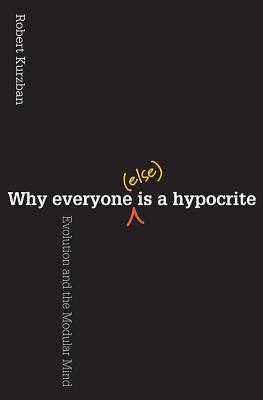 Robert Kurzban
(else)
Why everyone is a hypocrite
Evolution and the Modular Mind